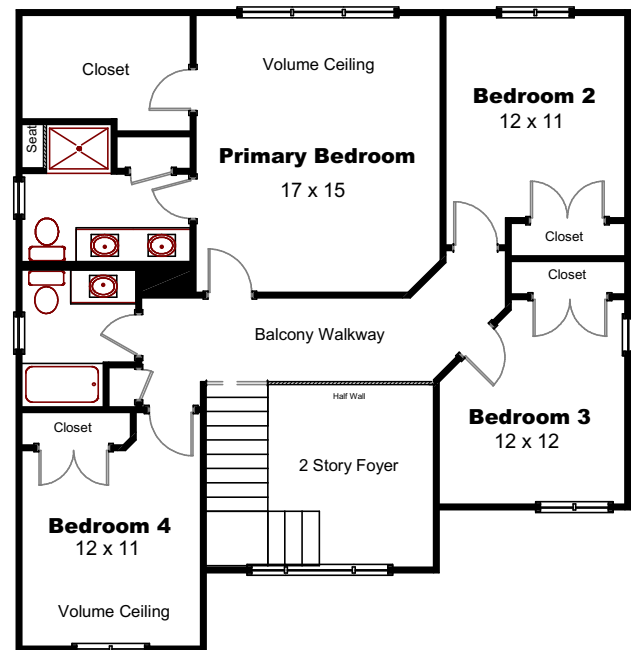 Closet
Volume Ceiling
Bedroom 2
12 x 11
Seat
Primary Bedroom
17 x 15
Closet
Closet
Balcony Walkway
Half Wall
Closet
Bedroom 3
12 x 12
2 Story Foyer
Bedroom 4
12 x 11
Volume Ceiling